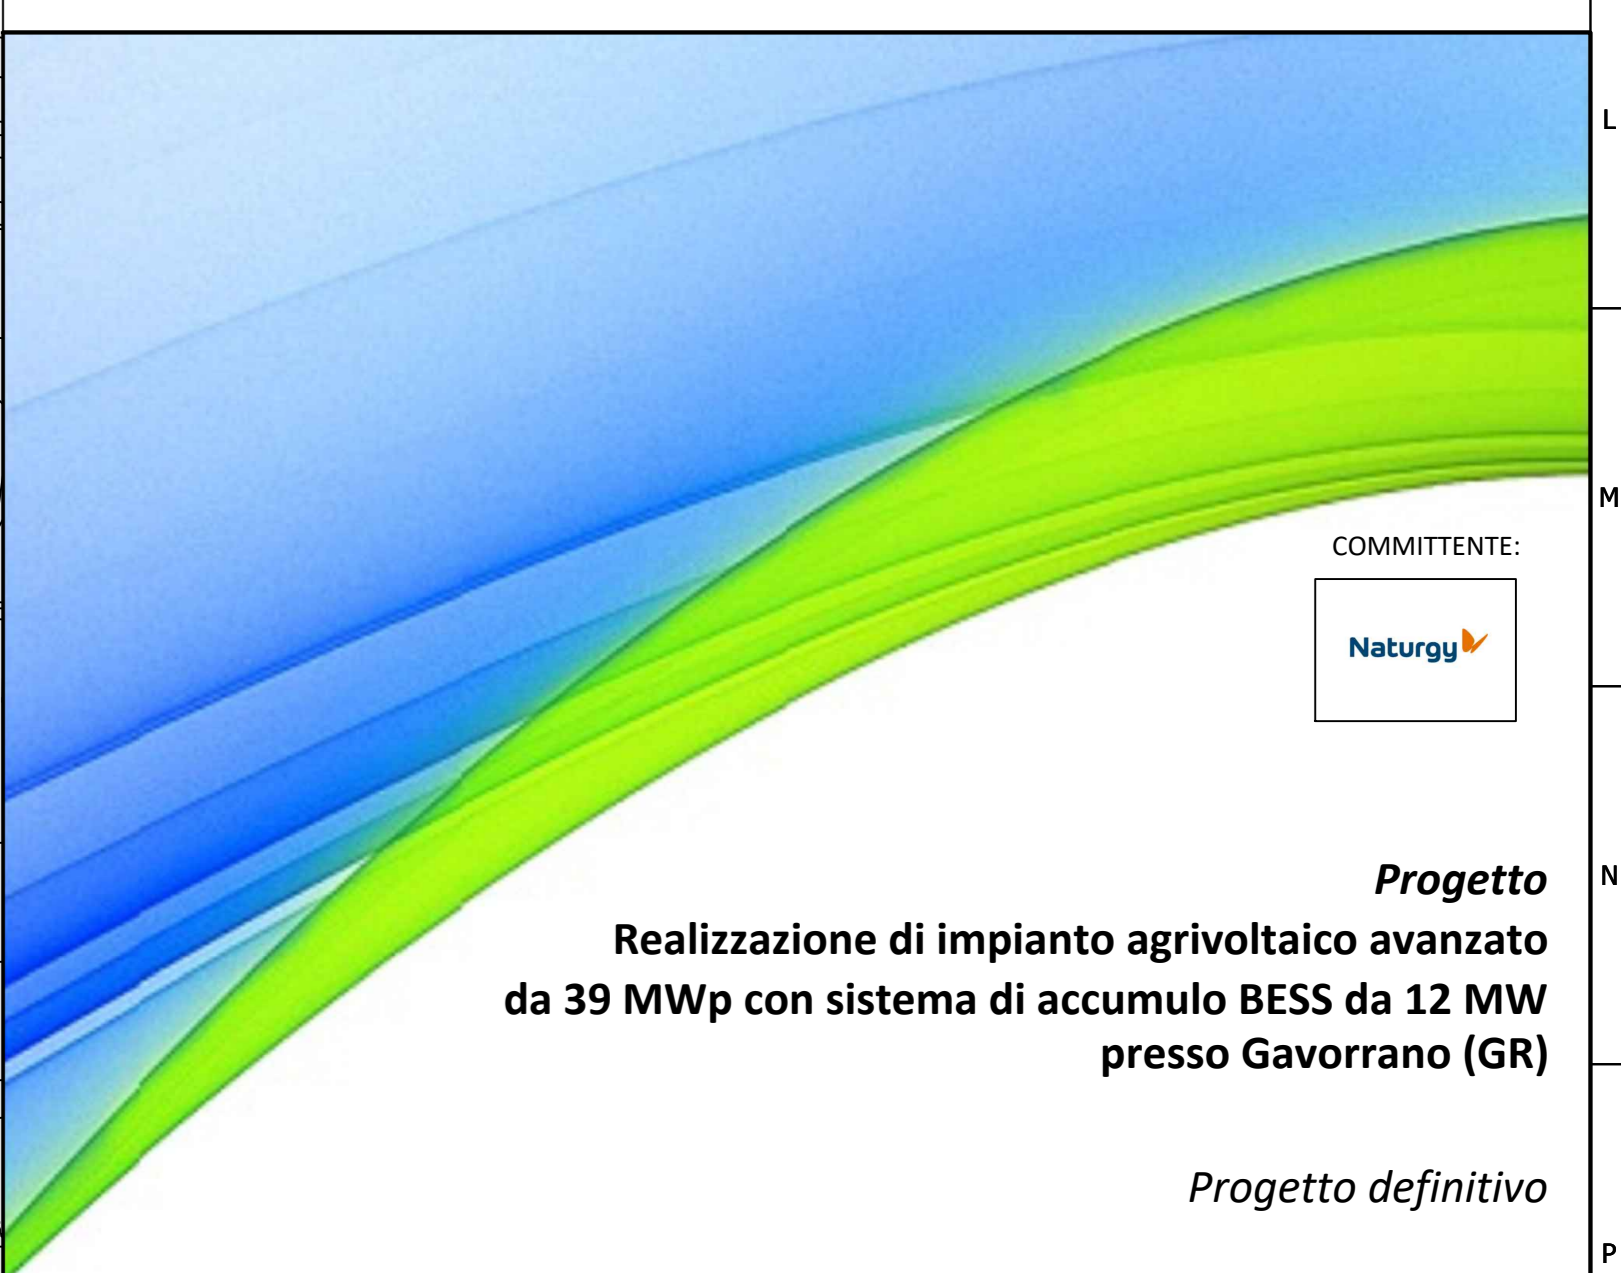 L
M
COMMITTENTE:
Naturgy
Progetto
N
Realizzazione di impianto agrivoltaico avanzato
da 39 MWp con sistema di accumulo BESS da 12 MW
presso Gavorrano (GR)
Progetto definitivo
P